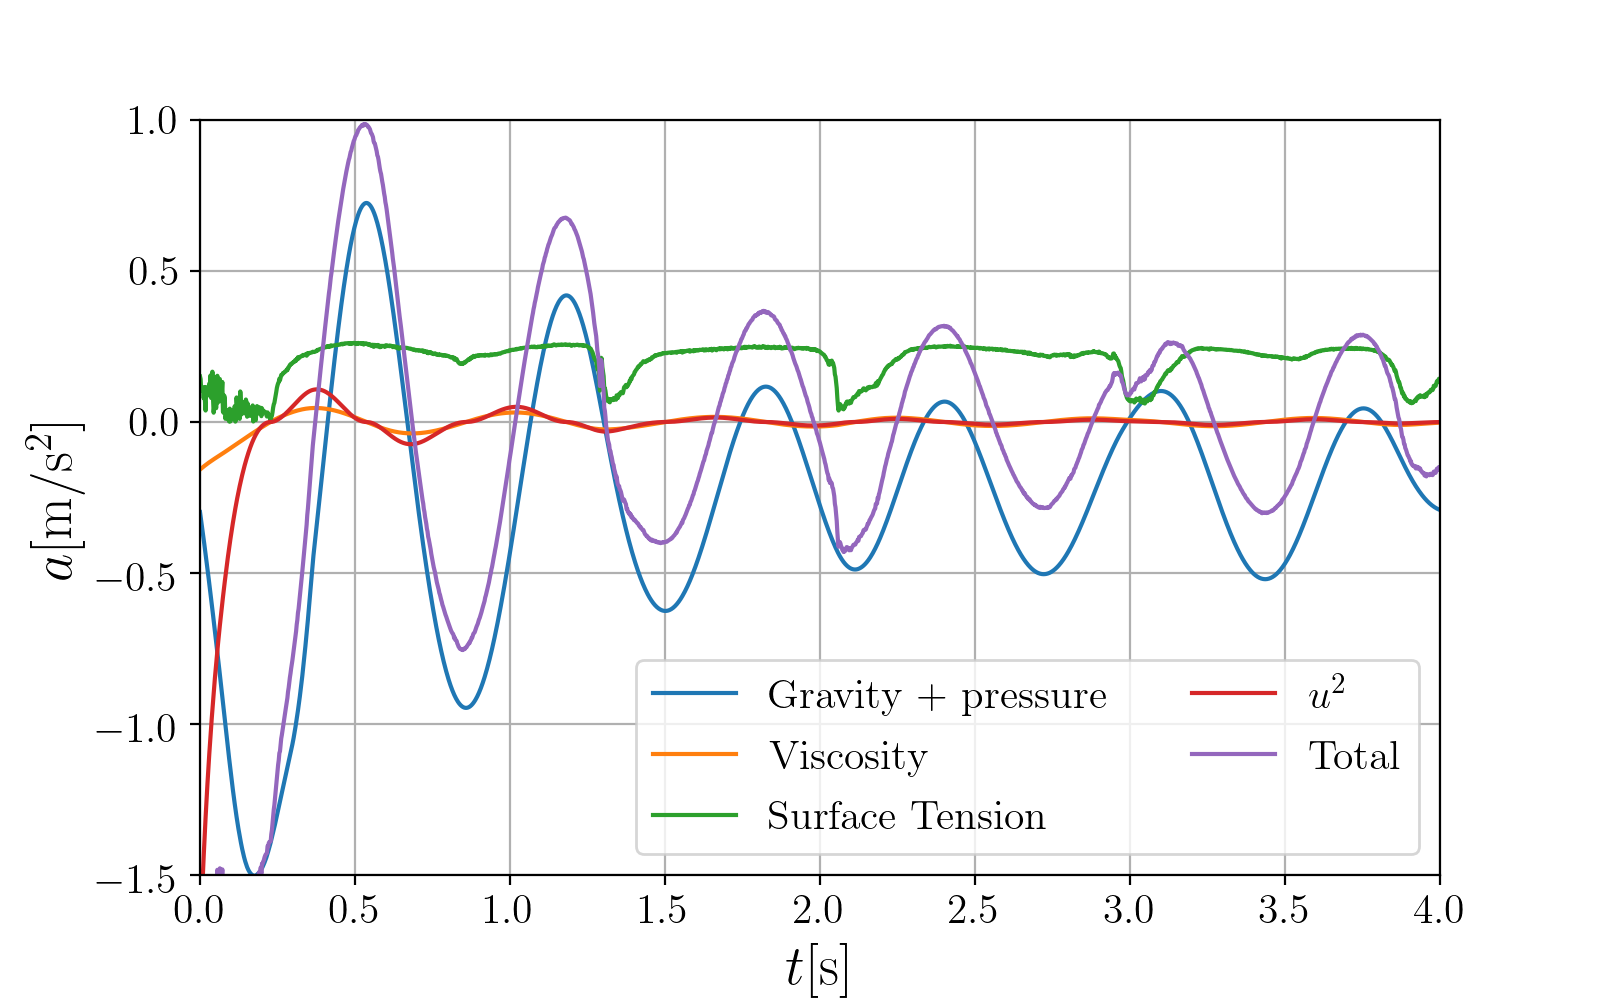 1.0
0.5
0.0
−0.5
−1.0
−1.5
a[m/s²]
0.0 0.5 1.0 1.5 2.0 2.5 3.0 3.5 4.0
t[s]
Gravity + pressure
Viscosity
Surface Tension
u²
Total